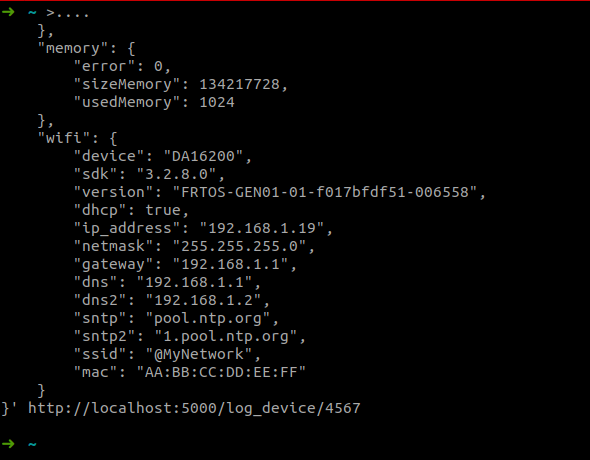 ➜ ~ >....
    },
    "memory": {
        "error": 0,
        "sizeMemory": 134217728,
        "usedMemory": 1024
    },
    "wifi": {
        "device": "DA16200",
        "sdk": "3.2.8.0",
        "version": "FRTOS-GEN01-01-f017bfdf51-006558",
        "dhcp": true,
        "ip_address": "192.168.1.19",
        "netmask": "255.255.255.0",
        "gateway": "192.168.1.1",
        "dns": "192.168.1.1",
        "dns2": "192.168.1.2",
        "sntp": "pool.ntp.org",
        "sntp2": "1.pool.ntp.org",
        "ssid": "@MyNetwork",
        "mac": "AA:BB:CC:DD:EE:FF"
    }
}' http://localhost:5000/log_device/4567
➜ ~